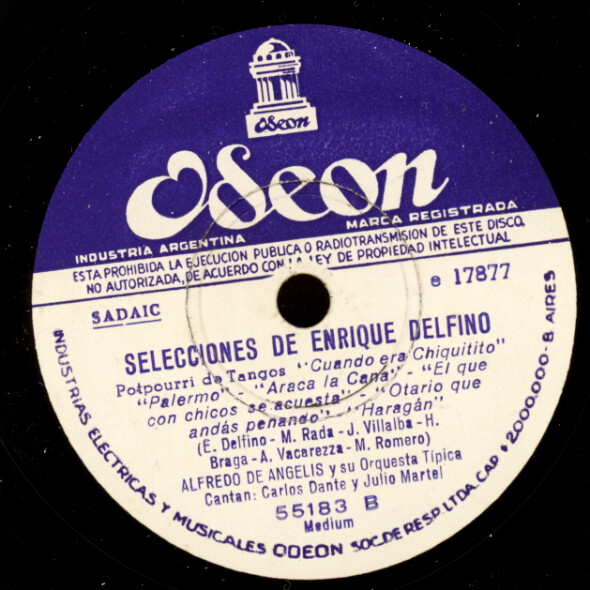 Odeon
Odeon
INDUSTRIA ARGENTINA
MARCA REGISTRADA
ESTA PROHIBIDA LA EJECUCION PUBLICA O RADIOTRANSMISION DE ESTE DISCO
NO AUTORIZADA, DE ACUERDO CON LA LEY DE PROPIEDAD INTELECTUAL
SADAIC
e 17877
SELECCIONES DE ENRIQUE DELFINO
Potpourri de Tangos "Cuando era Chiquitito"
"Palermo" - "Araca la Cana" - "El que
con chicos se acuesta" - "Otario que
andás penando" - "Haragán"
(E. Delfino - M. Rada - J. Villalba - H.
Braga - A. Vacarezza - M. Romero)
ALFREDO DE ANGELIS y su Orquesta Típica
Cantan: Carlos Dante y Julio Martel
55183 B
Medium
INDUSTRIAS ELECTRICAS Y MUSICALES ODEON SOC. DE RESP. LTDA. CAP. $ 2.000.000 - B. AIRES